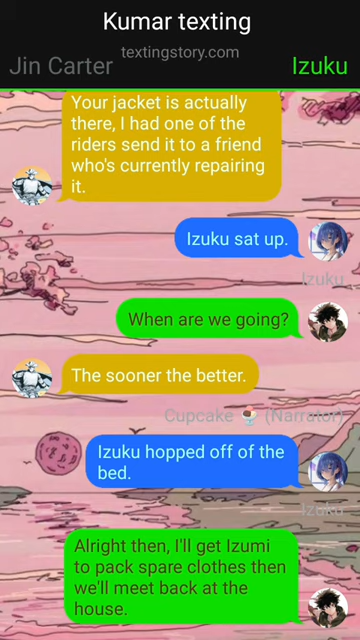 Kumar texting
textingstory.com
Jin Carter
Izuku
Your jacket is actually
there, I had one of the
riders send it to a friend
who's currently repairing
it.
Izuku sat up.
Izuku
When are we going?
The sooner the better.
Cupcake 🍨 (Narrator)
Izuku hopped off of the
bed.
Izuku
Alright then, I'll get Izumi
to pack spare clothes then
we'll meet back at the
house.